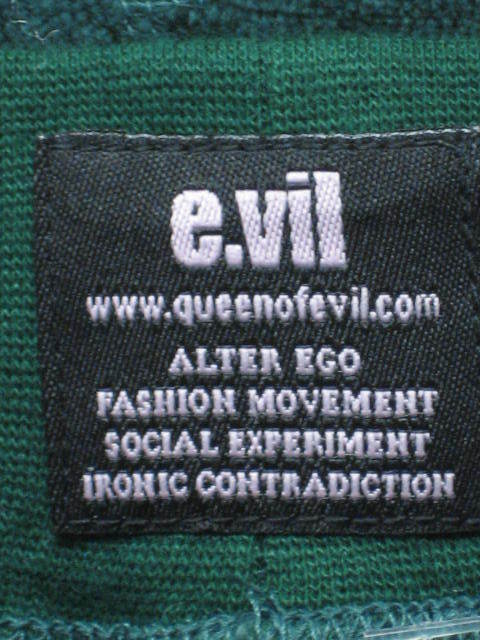 e.vil
www.queenofevil.com
ALTER EGO
FASHION MOVEMENT
SOCIAL EXPERIMENT
IRONIC CONTRADICTION